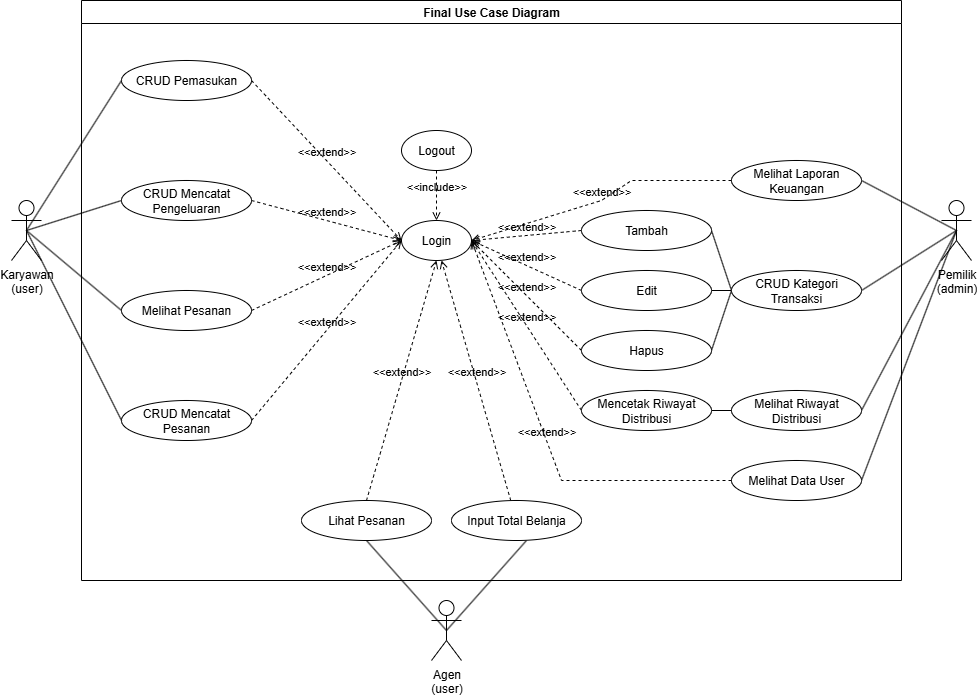 Final Use Case Diagram
CRUD Pemasukan
<<extend>>
Logout
<<include>>
Melihat Laporan
Keuangan
<<extend>>
CRUD Mencatat
Pengeluaran
<<extend>>
Karyawan
(user)
Login
<<extend>>
Tambah
Pemilik
(admin)
<<extend>>
<<extend>>
Edit
CRUD Kategori
Transaksi
<<extend>>
Melihat Pesanan
<<extend>>
<<extend>>
Hapus
<<extend>>
<<extend>>
CRUD Mencatat
Pesanan
Mencetak Riwayat
Distribusi
Melihat Riwayat
Distribusi
<<extend>>
Melihat Data User
Lihat Pesanan
Input Total Belanja
Agen
(user)